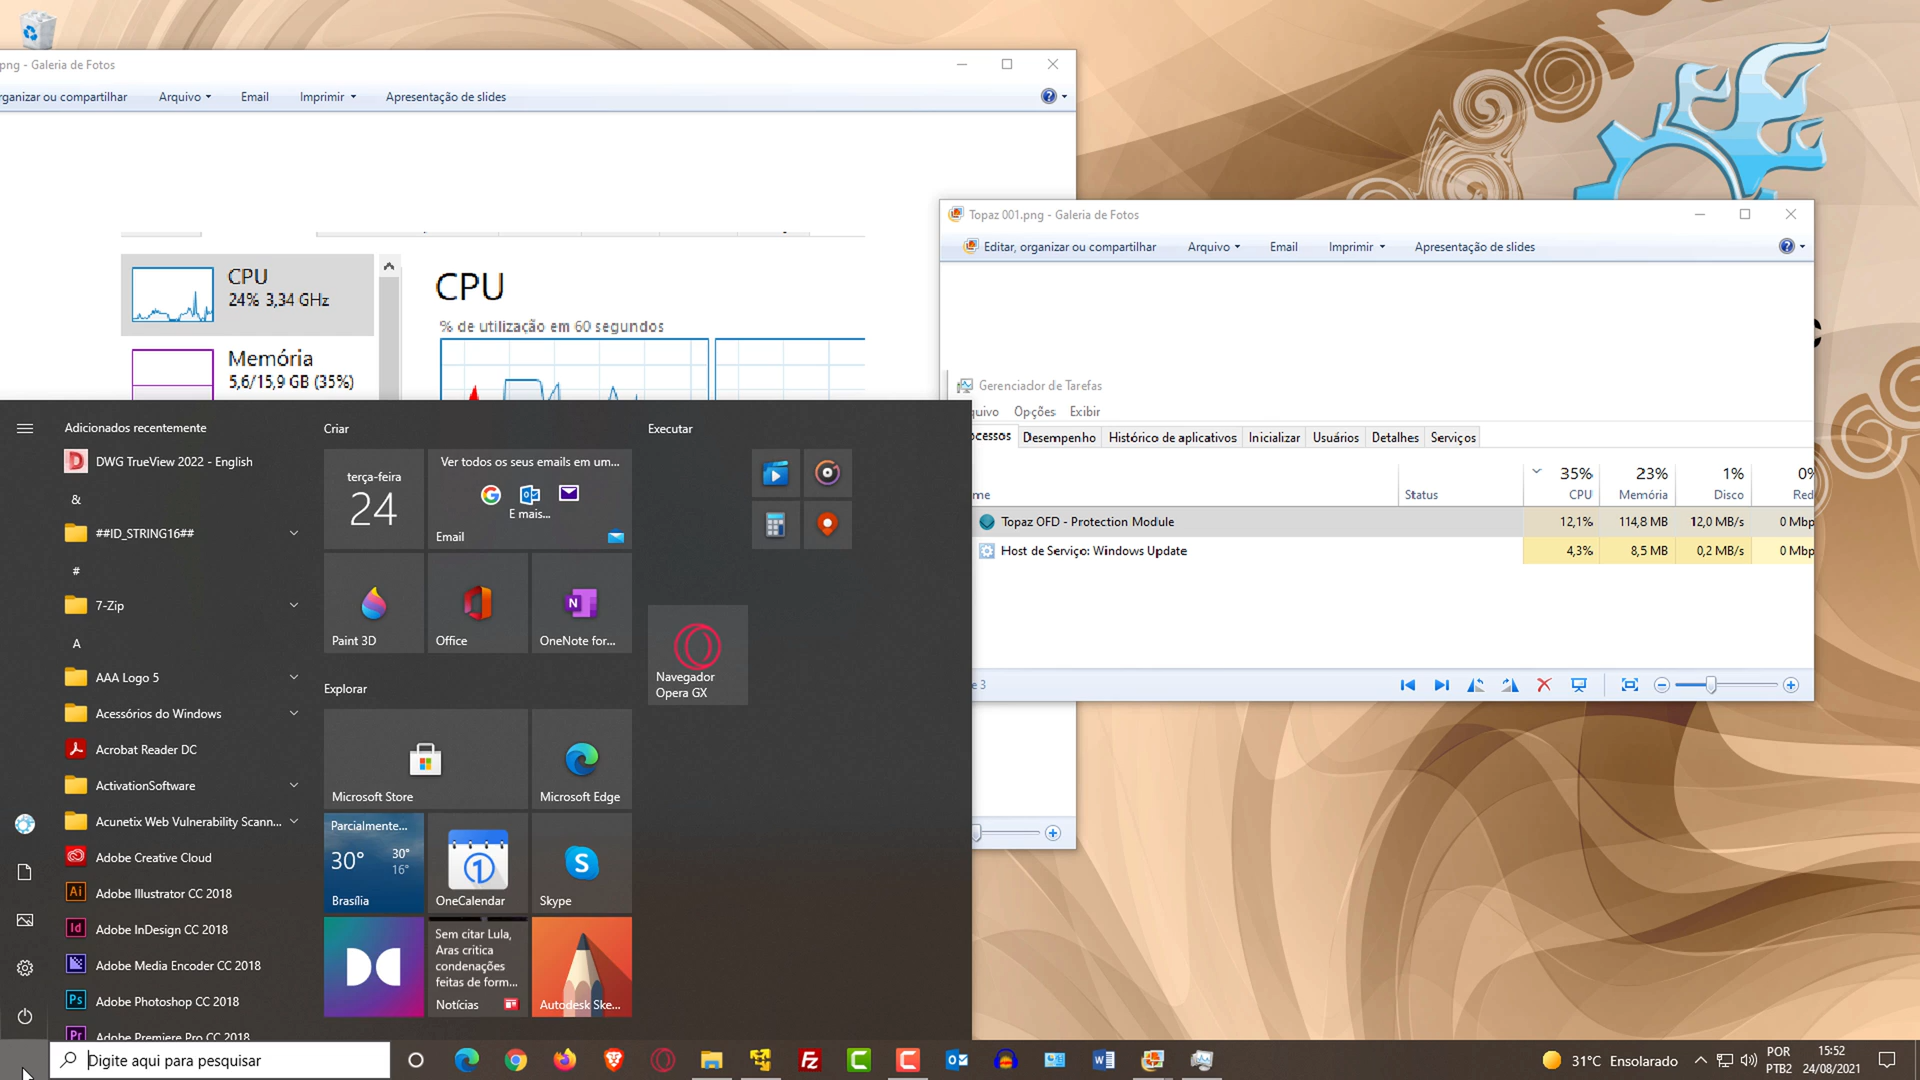 png - Galeria de Fotos
rganizar ou compartilhar
Arquivo
Email
Imprimir
Apresentação de slides
CPU
24% 3,34 GHz
Memória
5,6/15,9 GB (35%)
CPU
% de utilização em 60 segundos
Topaz 001.png - Galeria de Fotos
Editar, organizar ou compartilhar
Arquivo
Email
Imprimir
Apresentação de slides
Gerenciador de Tarefas
quivo
Opções
Exibir
ocessos
Desempenho
Histórico de aplicativos
Inicializar
Usuários
Detalhes
Serviços
me
Status
35%
CPU
23%
Memória
1%
Disco
0%
Red
Topaz OFD - Protection Module
12,1%
114,8 MB
12,0 MB/s
0 Mbp
Host de Serviço: Windows Update
4,3%
8,5 MB
0,2 MB/s
0 Mbp
e 3
Adicionados recentemente
DWG TrueView 2022 - English
&
##ID_STRING16##
#
7-Zip
A
AAA Logo 5
Acessórios do Windows
Acrobat Reader DC
ActivationSoftware
Acunetix Web Vulnerability Scann...
Adobe Creative Cloud
Adobe Illustrator CC 2018
Adobe InDesign CC 2018
Adobe Media Encoder CC 2018
Adobe Photoshop CC 2018
Adobe Premiere Pro CC 2018
Criar
terça-feira
24
Ver todos os seus emails em um...
E mais...
Email
Paint 3D
Office
OneNote for...
Explorar
Microsoft Store
Microsoft Edge
Parcialmente...
30°
30°
16°
Brasília
OneCalendar
Skype
Sem citar Lula,
Aras critica
condenações
feitas de form...
Notícias
Autodesk Ske...
Executar
Navegador
Opera GX
Digite aqui para pesquisar
31°C Ensolarado
POR
PTB2
15:52
24/08/2021